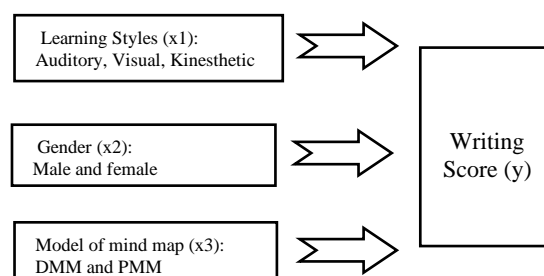 Learning Styles (x1):
Auditory, Visual, Kinesthetic
Gender (x2):
Male and female
Model of mind map (x3):
DMM and PMM
Writing
Score (y)